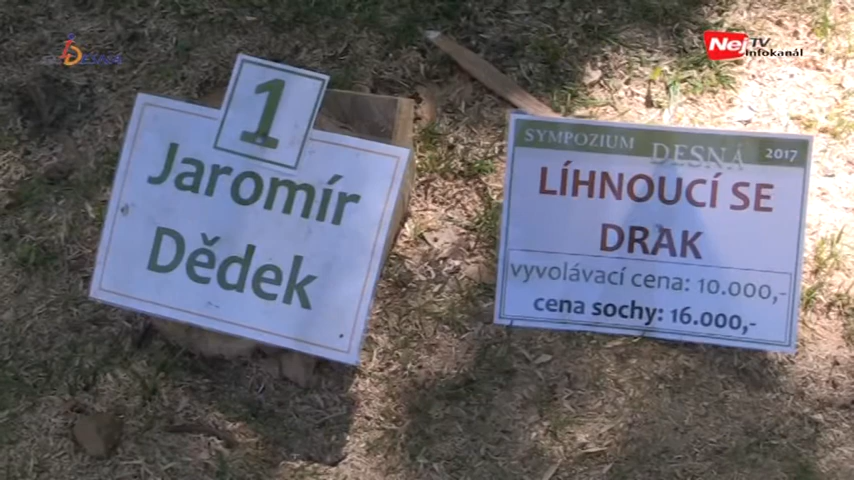 Nej TV
infokanál
1
Jaromír
Dědek
SYMPOZIUM DESNÁ 2017
LÍHNOUCÍ SE
DRAK
vyvolávací cena: 10.000,-
cena sochy: 16.000,-